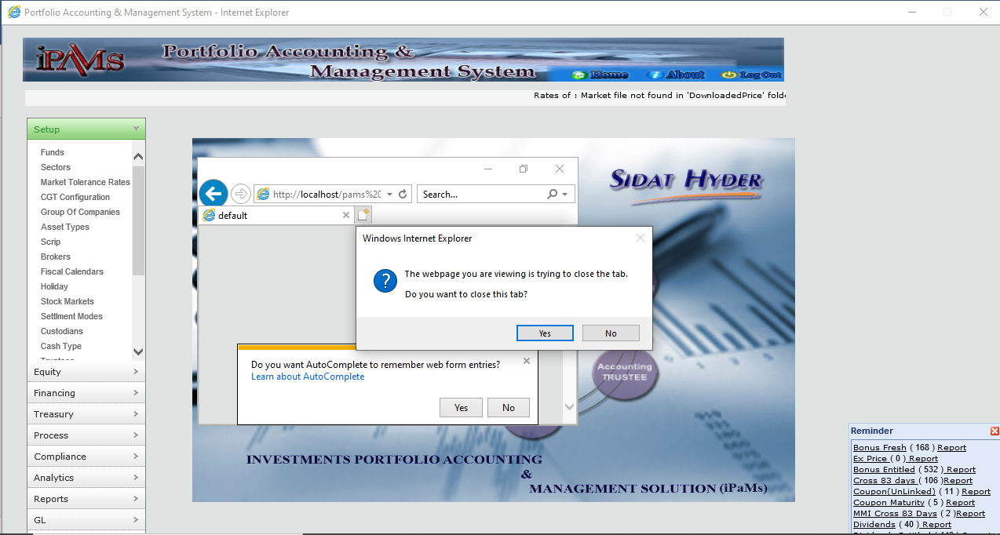 Portfolio Accounting & Management System - Internet Explorer
iPAMs
Portfolio Accounting &
Management System
Home
About
Log Out
Rates of : Market file not found in 'DownloadedPrice' folde
Setup
Funds
Sectors
Market Tolerance Rates
CGT Configuration
Group Of Companies
Asset Types
Scrip
Brokers
Fiscal Calendars
Holiday
Stock Markets
Settlment Modes
Custodians
Cash Type
Equity
Financing
Treasury
Process
Compliance
Analytics
Reports
GL
SIDAT HYDER
http://localhost/pams%20
Search...
default
Windows Internet Explorer
The webpage you are viewing is trying to close the tab.
Do you want to close this tab?
Yes
No
Do you want AutoComplete to remember web form entries?
Learn about AutoComplete
Yes
No
Accounting
TRUSTEE
INVESTMENTS PORTFOLIO ACCOUNTING
&
MANAGEMENT SOLUTION (iPaMs)
Reminder
Bonus Fresh ( 168 ) Report
Ex Price ( 0 ) Report
Bonus Entitled ( 532 ) Report
Cross 83 days ( 106 )Report
Coupon(UnLinked) ( 11 ) Report
Coupon Maturity ( 5 ) Report
MMI Cross 83 Days ( 2 )Report
Dividends ( 40 ) Report